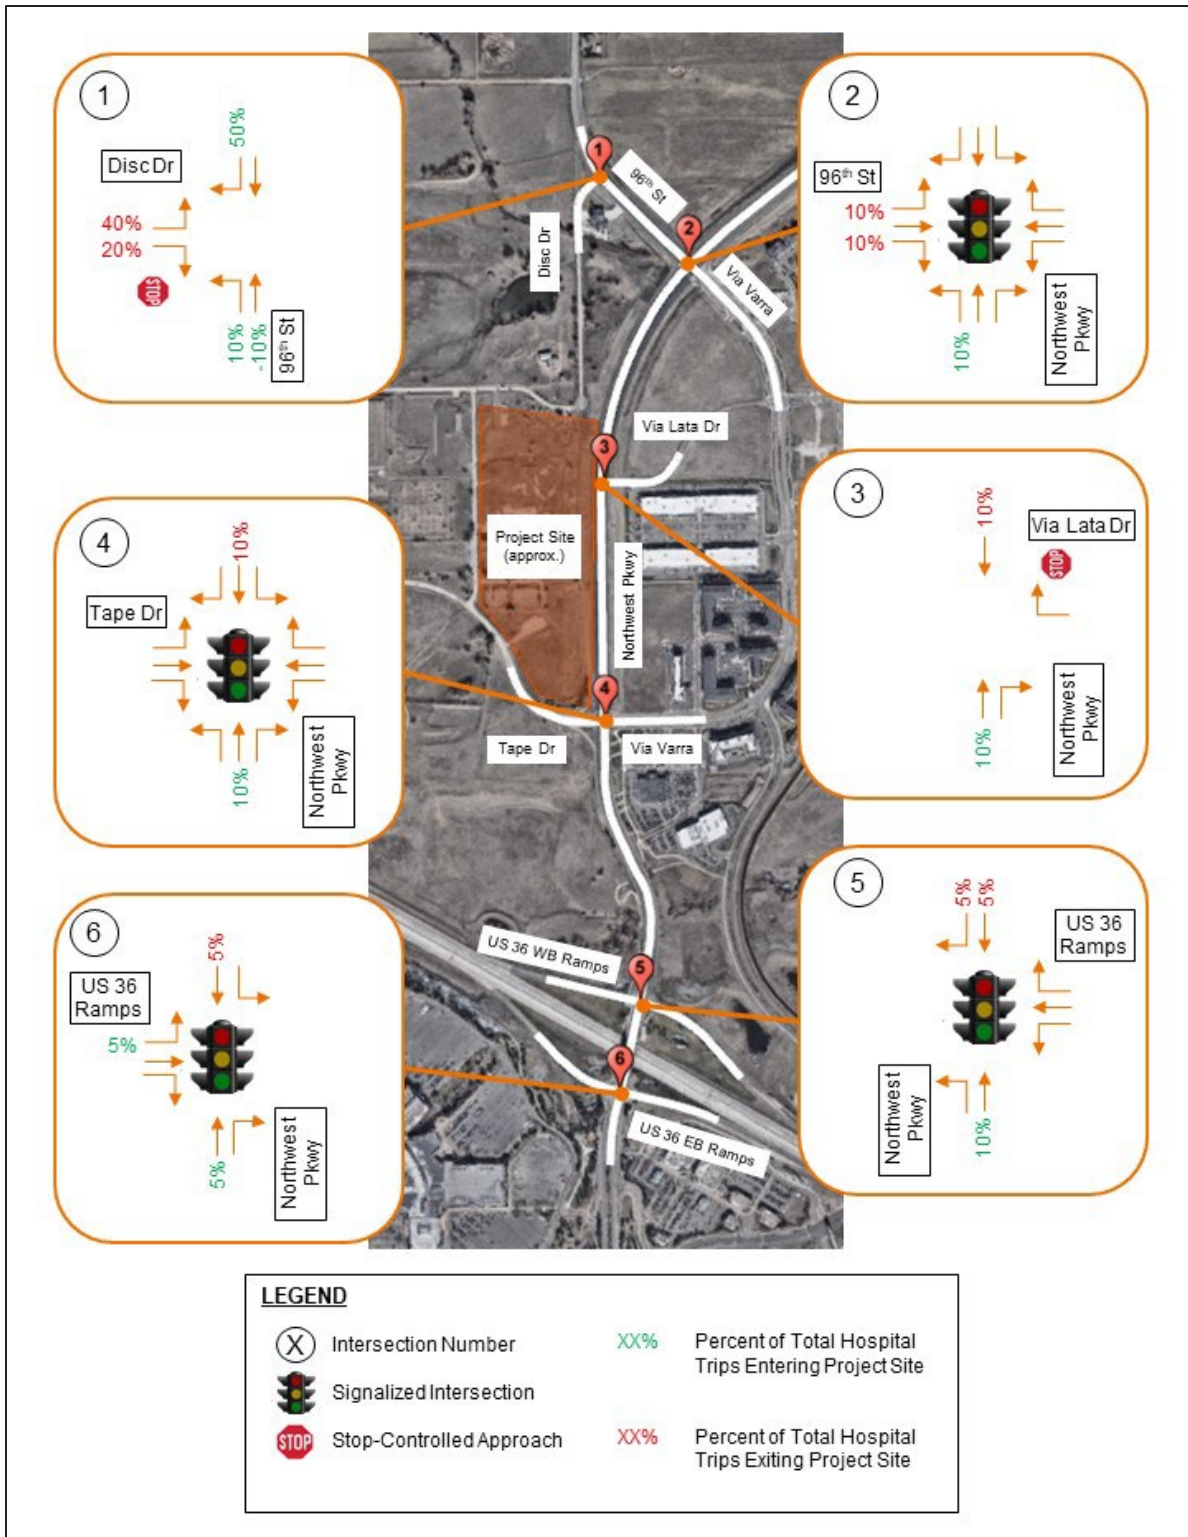 1
50%
Disc Dr
40%
20%
STOP
10%
-10%
96th St
2
96th St
10%
10%
10%
Northwest
Pkwy
1
96th St
Disc Dr
2
Via Varra
Via Lata Dr
3
Project Site
(approx.)
Northwest Pkwy
4
Tape Dr
Via Varra
US 36 WB Ramps
5
6
US 36 EB Ramps
3
10%
Via Lata Dr
STOP
10%
Northwest
Pkwy
4
10%
Tape Dr
10%
Northwest
Pkwy
5
5%
5%
US 36
Ramps
Northwest
Pkwy
10%
6
5%
US 36
Ramps
5%
5%
Northwest
Pkwy
LEGEND
X Intersection Number
Signalized Intersection
STOP Stop-Controlled Approach
XX% Percent of Total Hospital
Trips Entering Project Site
XX% Percent of Total Hospital
Trips Exiting Project Site